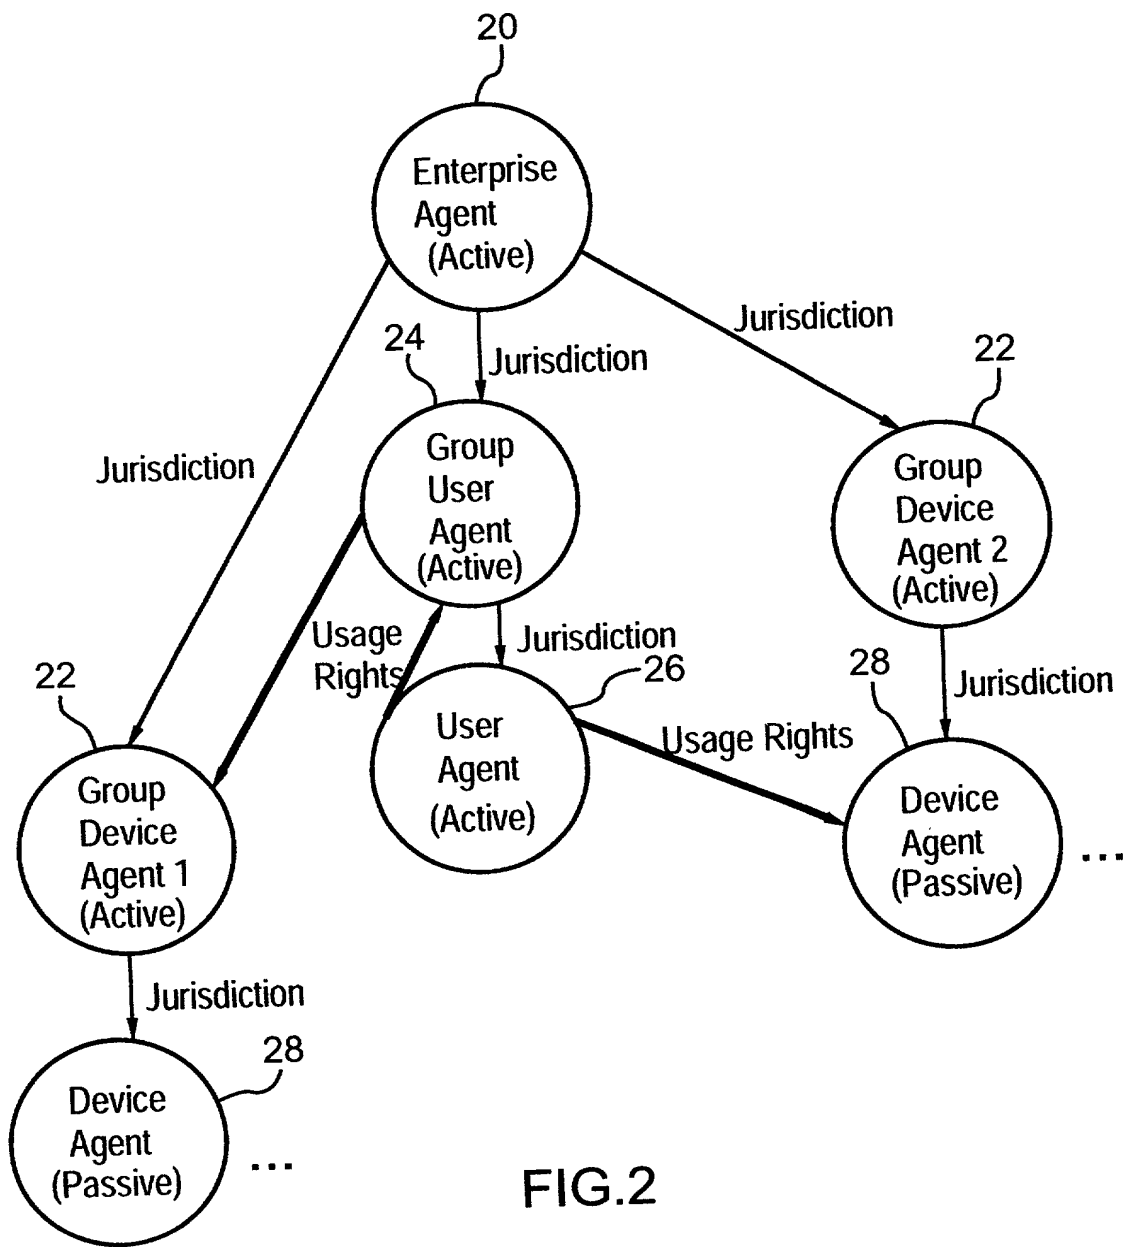 20
Enterprise
Agent
(Active)
Jurisdiction
24
Jurisdiction
22
Jurisdiction
Group
User
Agent
(Active)
Group
Device
Agent 2
(Active)
Usage
Rights
Jurisdiction
26
22
28
Jurisdiction
User
Agent
(Active)
Usage Rights
Group
Device
Agent 1
(Active)
Device
Agent
(Passive)
...
Jurisdiction
28
Device
Agent
(Passive)
...
FIG.2